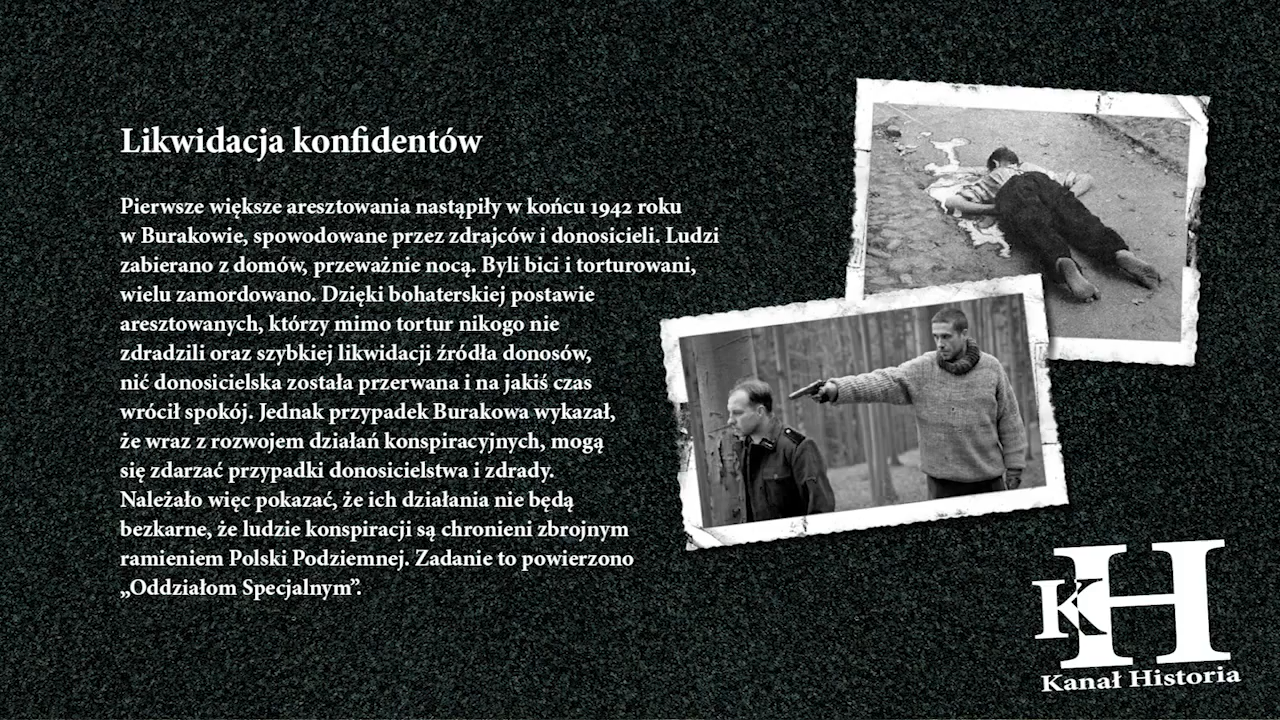 Likwidacja konfidentów
Pierwsze większe aresztowania nastąpiły w końcu 1942 roku
w Burakowie, spowodowane przez zdrajców i donosicieli. Ludzi
zabierano z domów, przeważnie nocą. Byli bici i torturowani,
wielu zamordowano. Dzięki bohaterskiej postawie
aresztowanych, którzy mimo tortur nikogo nie
zdradzili oraz szybkiej likwidacji źródła donosów,
nić donosicielska została przerwana i na jakiś czas
wrócił spokój. Jednak przypadek Burakowa wykazał,
że wraz z rozwojem działań konspiracyjnych, mogą
się zdarzać przypadki donosicielstwa i zdrady.
Należało więc pokazać, że ich działania nie będą
bezkarne, że ludzie konspiracji są chronieni zbrojnym
ramieniem Polski Podziemnej. Zadanie to powierzono
„Oddziałom Specjalnym”.
KH
Kanał Historia